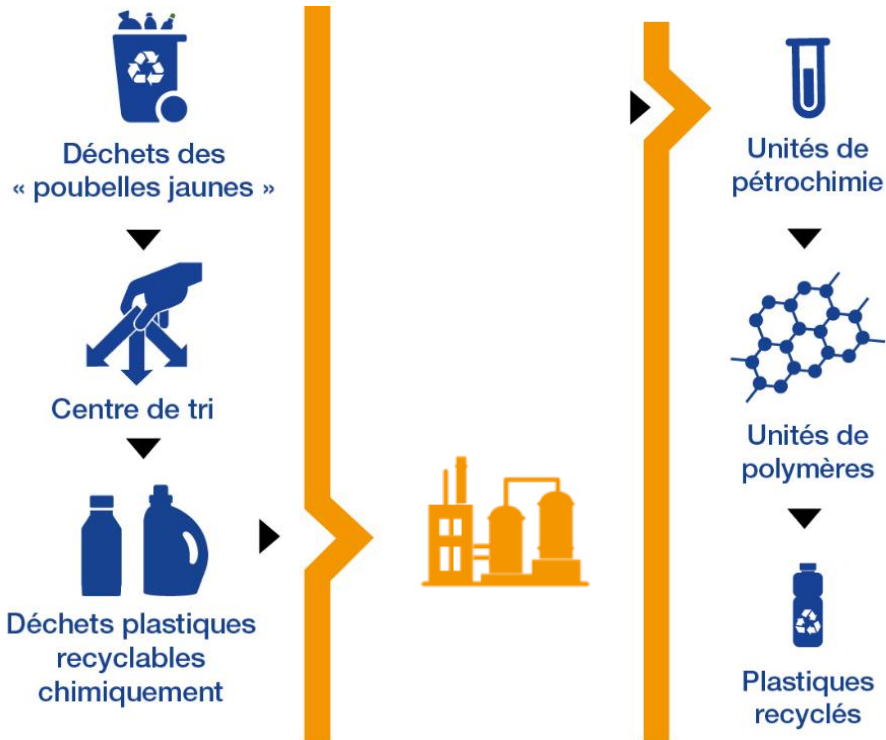 Déchets des
« poubelles jaunes »
Centre de tri
Déchets plastiques
recyclables
chimiquement
Unités de
pétrochimie
Unités de
polymères
Plastiques
recyclés